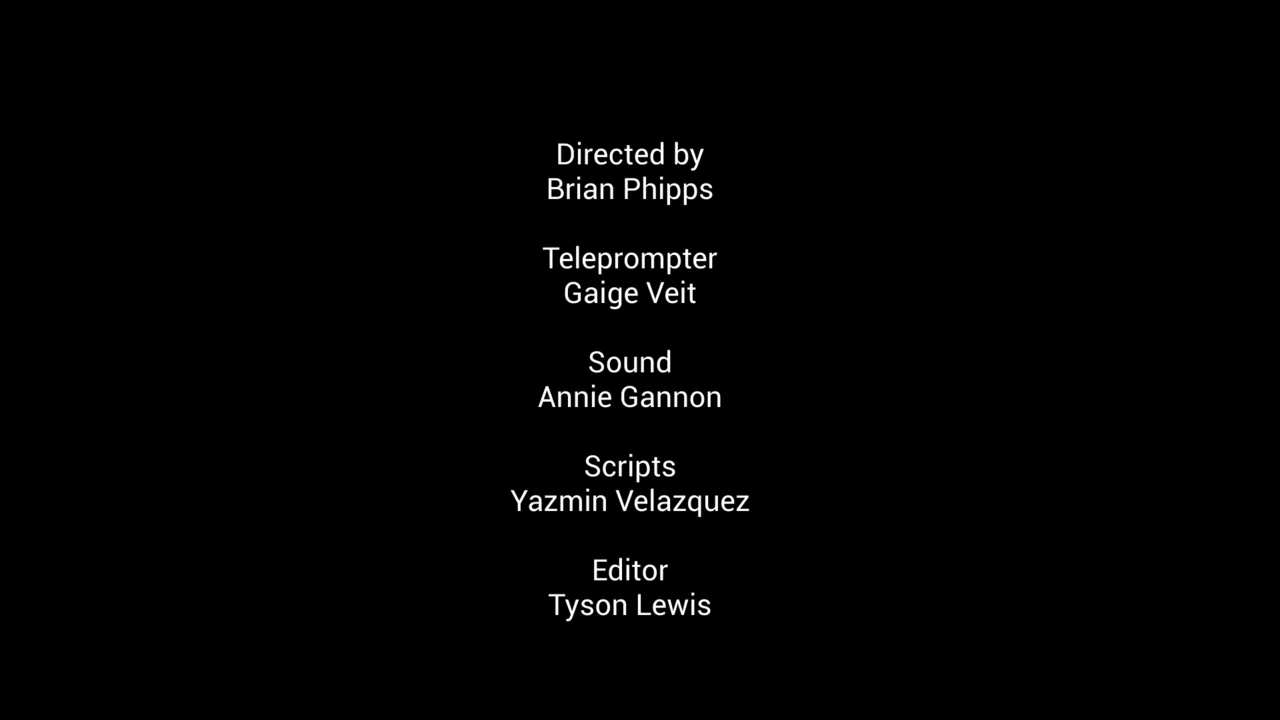 Directed by
Brian Phipps
Teleprompter
Gaige Veit
Sound
Annie Gannon
Scripts
Yazmin Velazquez
Editor
Tyson Lewis